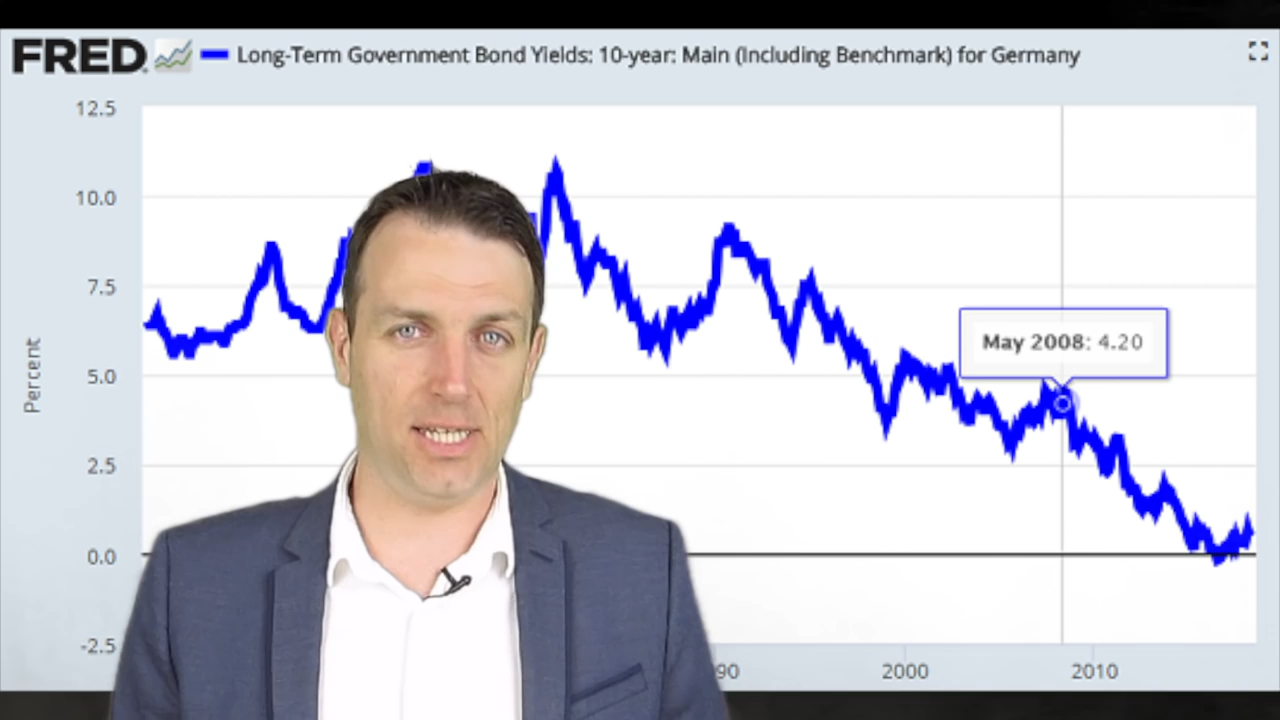 FRED
Long-Term Government Bond Yields: 10-year: Main (Including Benchmark) for Germany
12.5
10.0
7.5
5.0
2.5
0.0
-2.5
Percent
May 2008: 4.20
90
2000
2010